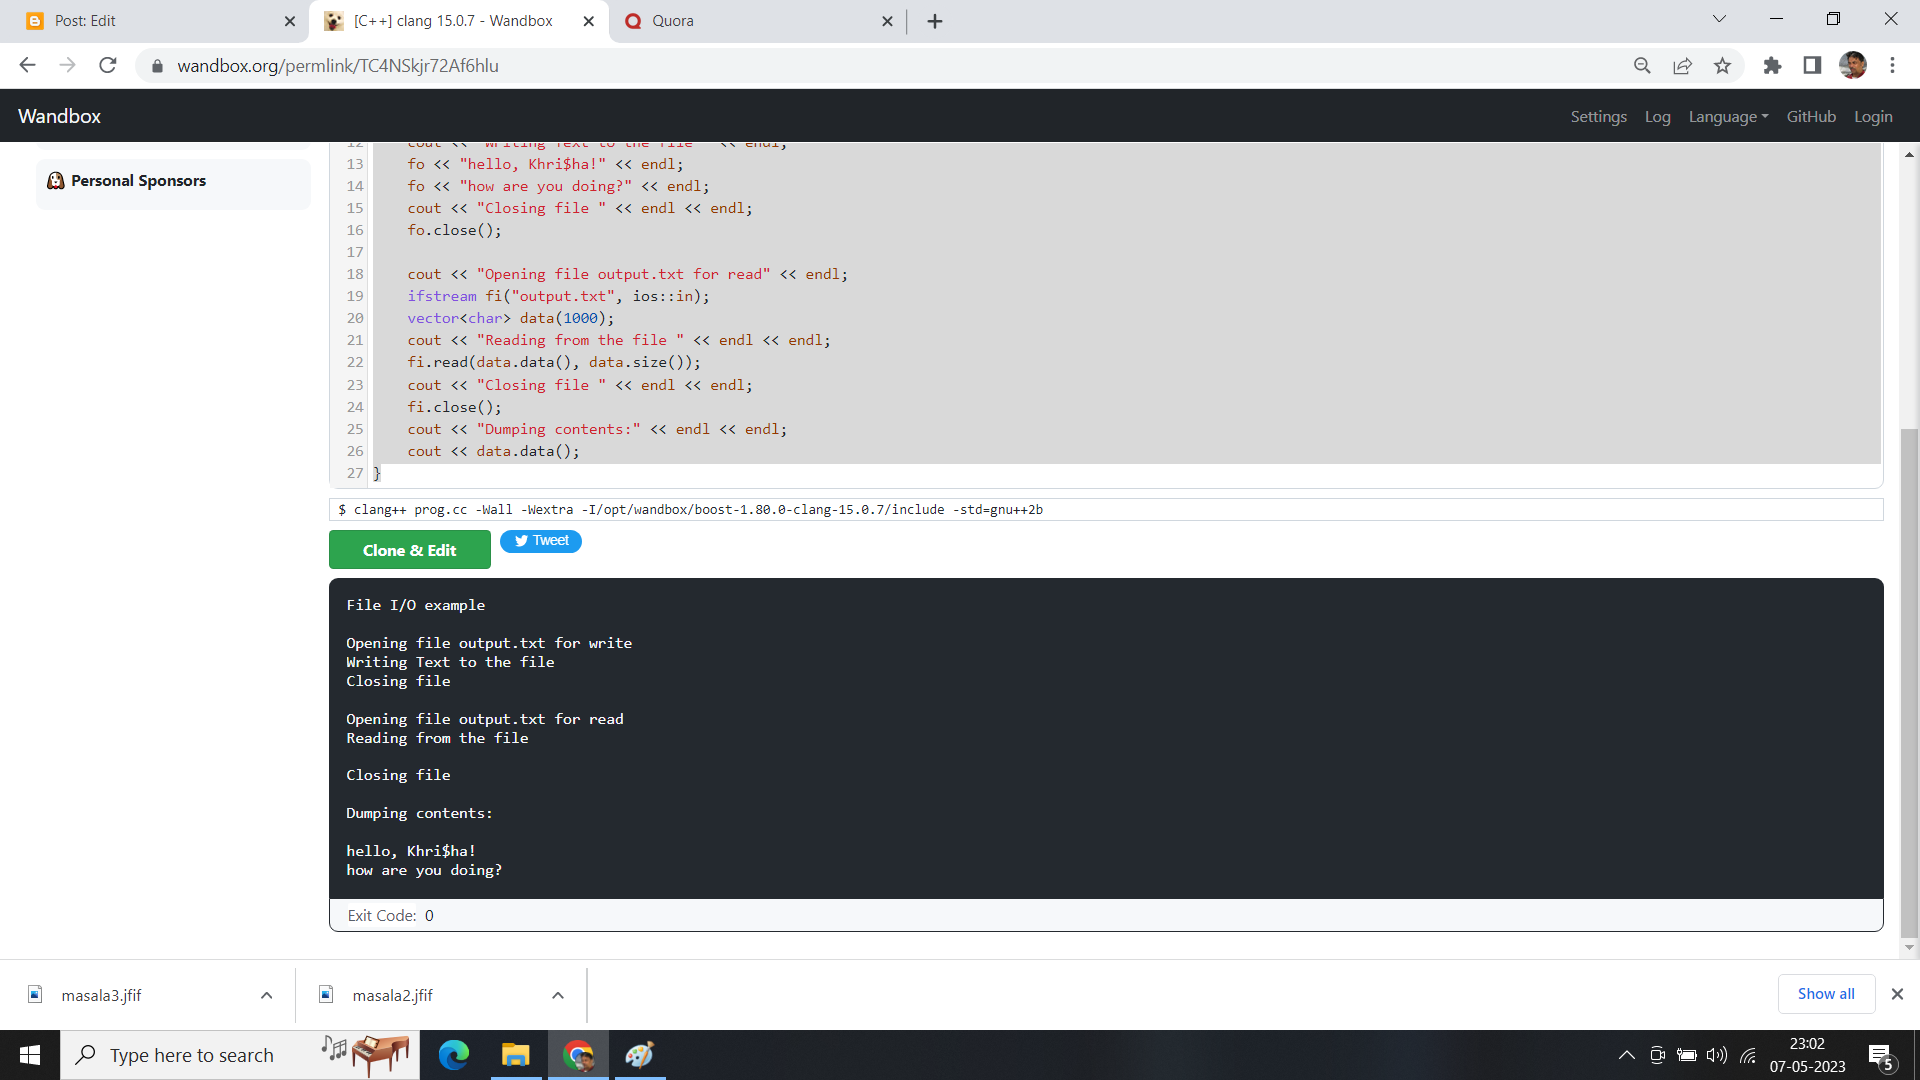 Post: Edit
[C++] clang 15.0.7 - Wandbox
Quora
wandbox.org/permlink/TC4NSkjr72Af6hlu
Wandbox
Settings Log Language GitHub Login
Personal Sponsors
12 cout << "Writing Text to the file " << endl;
13 fo << "hello, Khri$ha!" << endl;
14 fo << "how are you doing?" << endl;
15 cout << "Closing file " << endl << endl;
16 fo.close();
17
18 cout << "Opening file output.txt for read" << endl;
19 ifstream fi("output.txt", ios::in);
20 vector<char> data(1000);
21 cout << "Reading from the file " << endl << endl;
22 fi.read(data.data(), data.size());
23 cout << "Closing file " << endl << endl;
24 fi.close();
25 cout << "Dumping contents:" << endl << endl;
26 cout << data.data();
27 }
$ clang++ prog.cc -Wall -Wextra -I/opt/wandbox/boost-1.80.0-clang-15.0.7/include -std=gnu++2b
Clone & Edit
Tweet
File I/O example
Opening file output.txt for write
Writing Text to the file
Closing file
Opening file output.txt for read
Reading from the file
Closing file
Dumping contents:
hello, Khri$ha!
how are you doing?
Exit Code: 0
masala3.jfif
masala2.jfif
Show all
Type here to search
23:02
07-05-2023
5